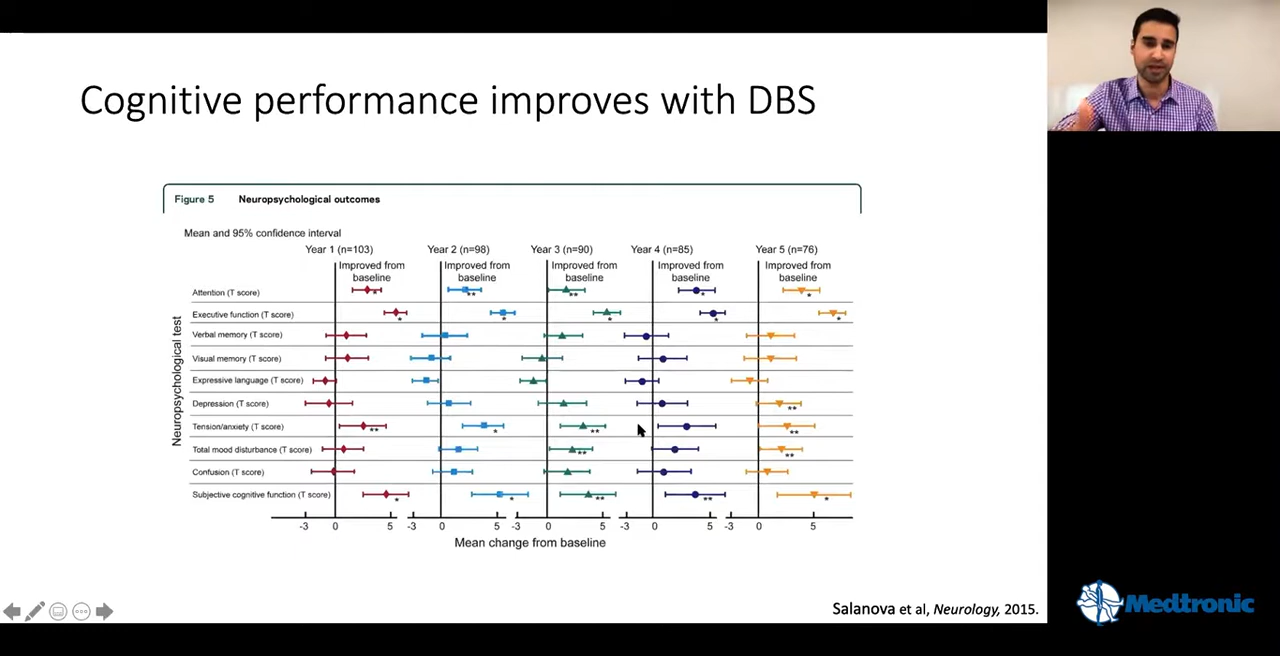 Cognitive performance improves with DBS
Figure 5 Neuropsychological outcomes
Mean and 95% confidence interval
Year 1 (n=103) Year 2 (n=98) Year 3 (n=90) Year 4 (n=85) Year 5 (n=76)
Improved from Improved from Improved from Improved from Improved from
baseline baseline baseline baseline baseline
Neuropsychological test
Attention (T score) * ** ** * *
Executive function (T score) * * * * *
Verbal memory (T score)
Visual memory (T score)
Expressive language (T score)
Depression (T score) **
Tension/anxiety (T score) ** * ** **
Total mood disturbance (T score) ** **
Confusion (T score)
Subjective cognitive function (T score) * * ** ** *
-3 0 5 -3 0 5 -3 0 5 -3 0 5 -3 0 5
Mean change from baseline
Salanova et al, Neurology, 2015.
Medtronic